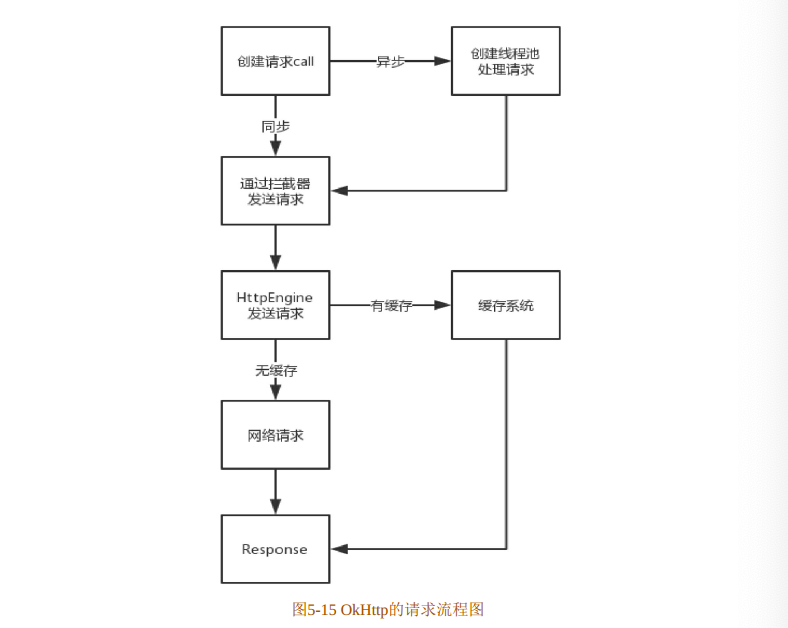 创建请求call
异步
创建线程池
处理请求
同步
通过拦截器
发送请求
HttpEngine
发送请求
有缓存
缓存系统
无缓存
网络请求
Response
图5-15 OkHttp的请求流程图